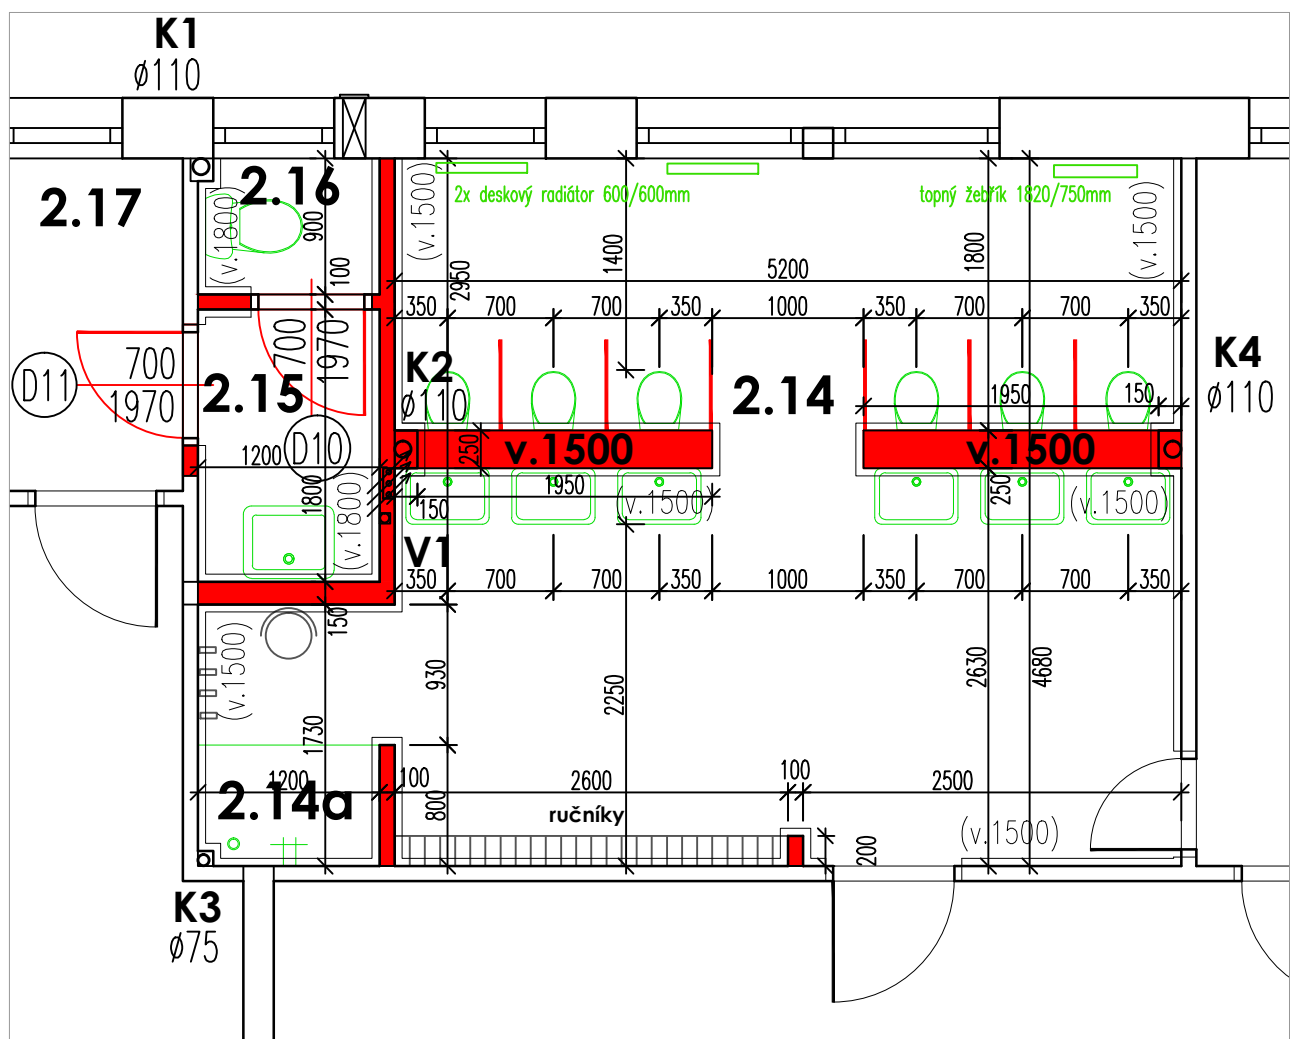 K1
ø110
2.17
2.16
(v.1800)
900
100
(v.1500)
2950
2x deskový radiátor 600/600mm
1400
topný žebřík 1820/750mm
1800
(v.1500)
5200
350
700
700
350
1000
350
700
700
350
D11
700
1970
700
1970
2.15
K2
ø110
2.14
1950
150
K4
ø110
D10
1200
250
v.1500
v.1500
1800
(v.1800)
150
1950
(v.1500)
250
(v.1500)
V1
350
700
700
350
1000
350
700
700
350
150
(v.1500)
930
2250
2630
4680
1730
1200
100
2600
100
2500
2.14a
800
ručníky
200
(v.1500)
K3
ø75